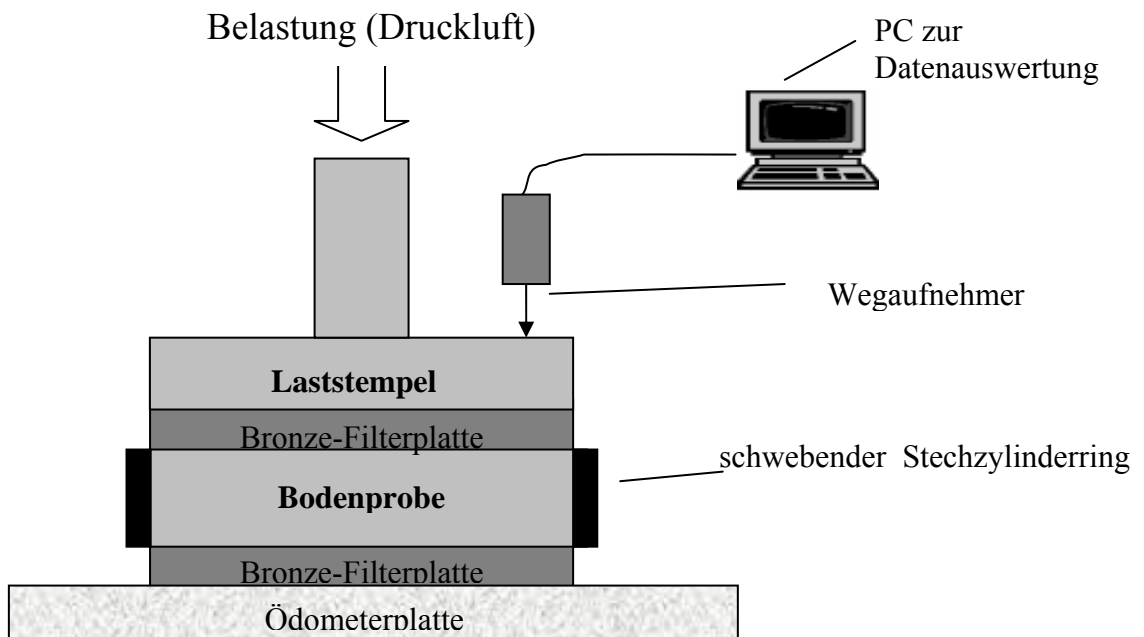 Belastung (Druckluft)
PC zur
Datenauswertung
Wegaufnehmer
Laststempel
Bronze-Filterplatte
schwebender Stechzylinderring
Bodenprobe
Bronze-Filterplatte
Ödometerplatte